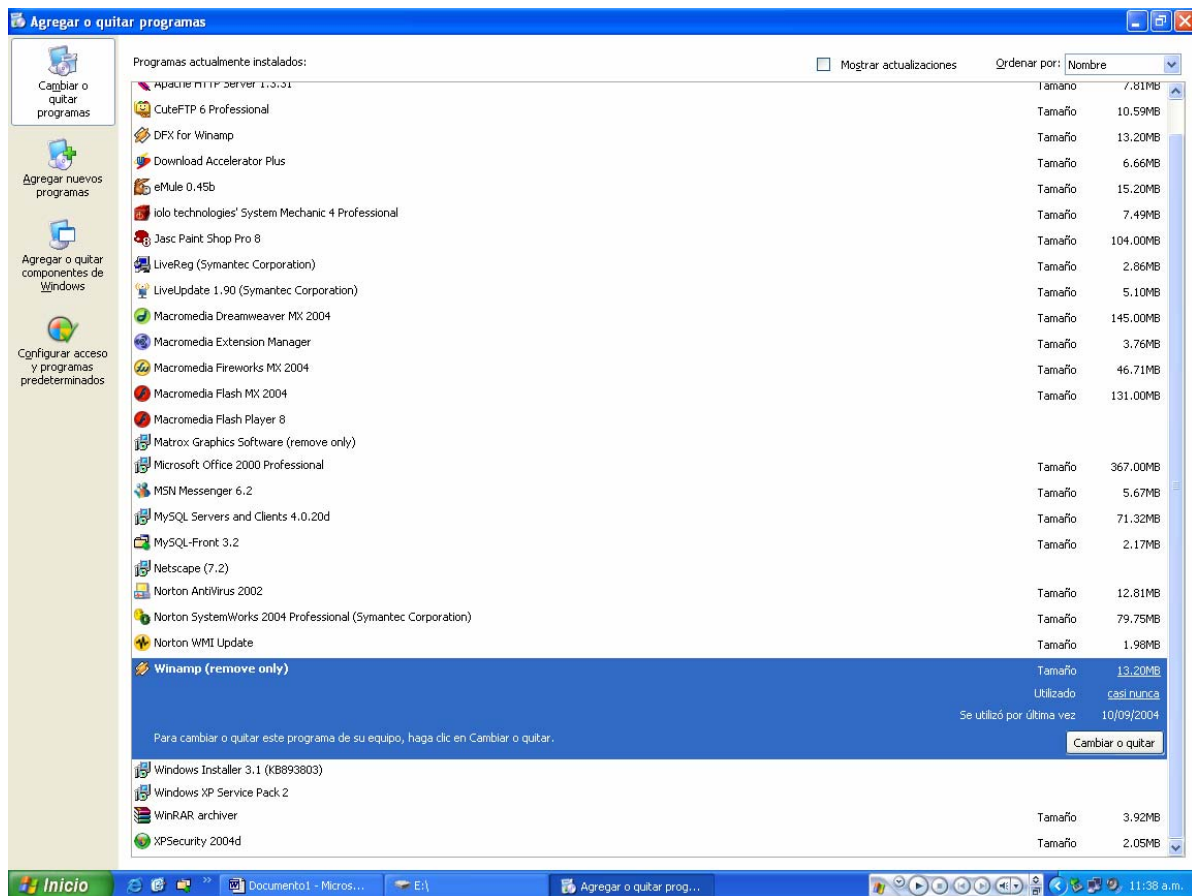 Agregar o quitar programas
Cambiar o
quitar
programas
Agregar nuevos
programas
Agregar o quitar
componentes de
Windows
Configurar acceso
y programas
predeterminados
Programas actualmente instalados:
Mostrar actualizaciones
Ordenar por: Nombre
Apache HTTP Server 1.3.31 Tamaño 7.81MB
CuteFTP 6 Professional Tamaño 10.59MB
DFX for Winamp Tamaño 13.20MB
Download Accelerator Plus Tamaño 6.66MB
eMule 0.45b Tamaño 15.20MB
iolo technologies' System Mechanic 4 Professional Tamaño 7.49MB
Jasc Paint Shop Pro 8 Tamaño 104.00MB
LiveReg (Symantec Corporation) Tamaño 2.86MB
LiveUpdate 1.90 (Symantec Corporation) Tamaño 5.10MB
Macromedia Dreamweaver MX 2004 Tamaño 145.00MB
Macromedia Extension Manager Tamaño 3.76MB
Macromedia Fireworks MX 2004 Tamaño 46.71MB
Macromedia Flash MX 2004 Tamaño 131.00MB
Macromedia Flash Player 8
Matrox Graphics Software (remove only)
Microsoft Office 2000 Professional Tamaño 367.00MB
MSN Messenger 6.2 Tamaño 5.67MB
MySQL Servers and Clients 4.0.20d Tamaño 71.32MB
MySQL-Front 3.2 Tamaño 2.17MB
Netscape (7.2)
Norton AntiVirus 2002 Tamaño 12.81MB
Norton SystemWorks 2004 Professional (Symantec Corporation) Tamaño 79.75MB
Norton WMI Update Tamaño 1.98MB
Winamp (remove only) Tamaño 13.20MB
Utilizado casi nunca
Se utilizó por última vez 10/09/2004
Para cambiar o quitar este programa de su equipo, haga clic en Cambiar o quitar. Cambiar o quitar
Windows Installer 3.1 (KB893803)
Windows XP Service Pack 2
WinRAR archiver Tamaño 3.92MB
XPSecurity 2004d Tamaño 2.05MB
Inicio » Documento1 - Micros... E:\ Agregar o quitar prog... 11:38 a.m.